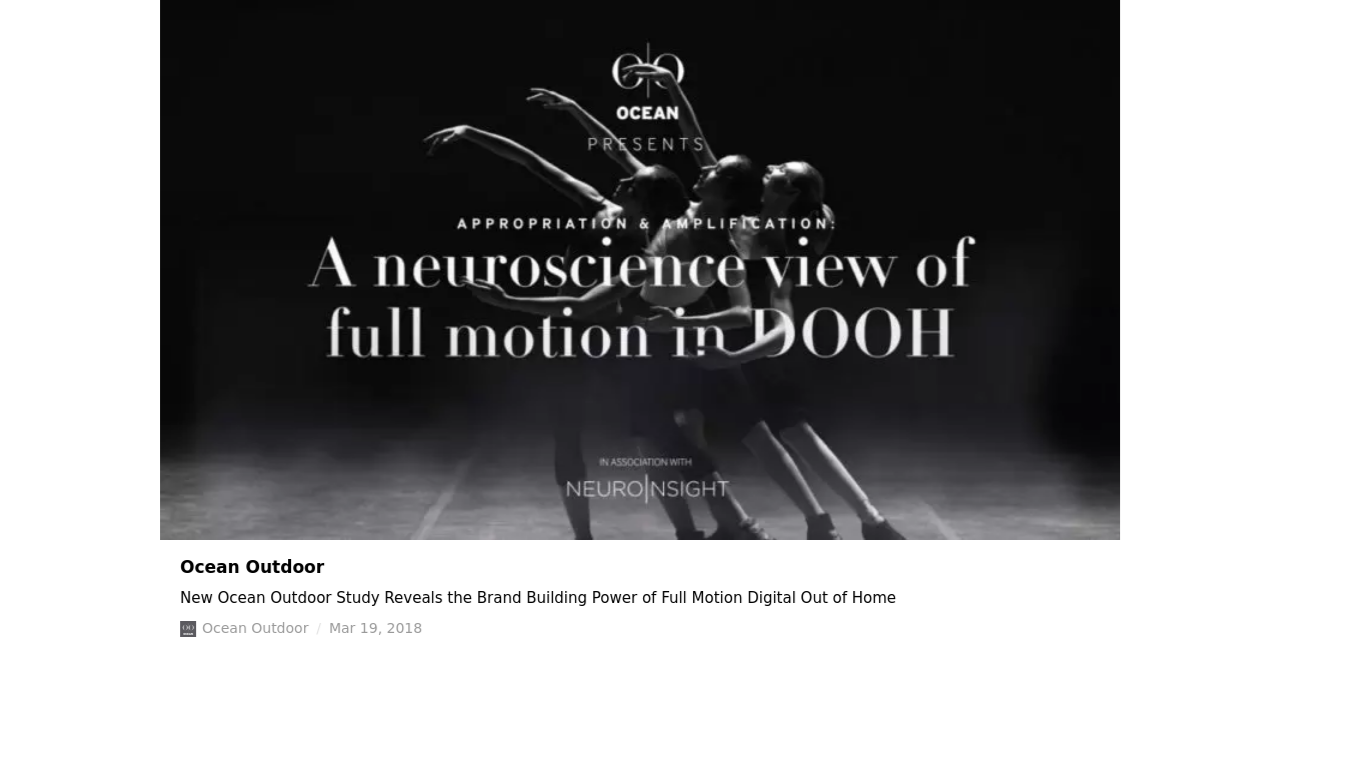 OCEAN
PRESENTS
APPROPRIATION & AMPLIFICATION:
A neuroscience view of
full motion in DOOH
IN ASSOCIATION WITH
NEURO|NSIGHT
Ocean Outdoor
New Ocean Outdoor Study Reveals the Brand Building Power of Full Motion Digital Out of Home
Ocean Outdoor / Mar 19, 2018